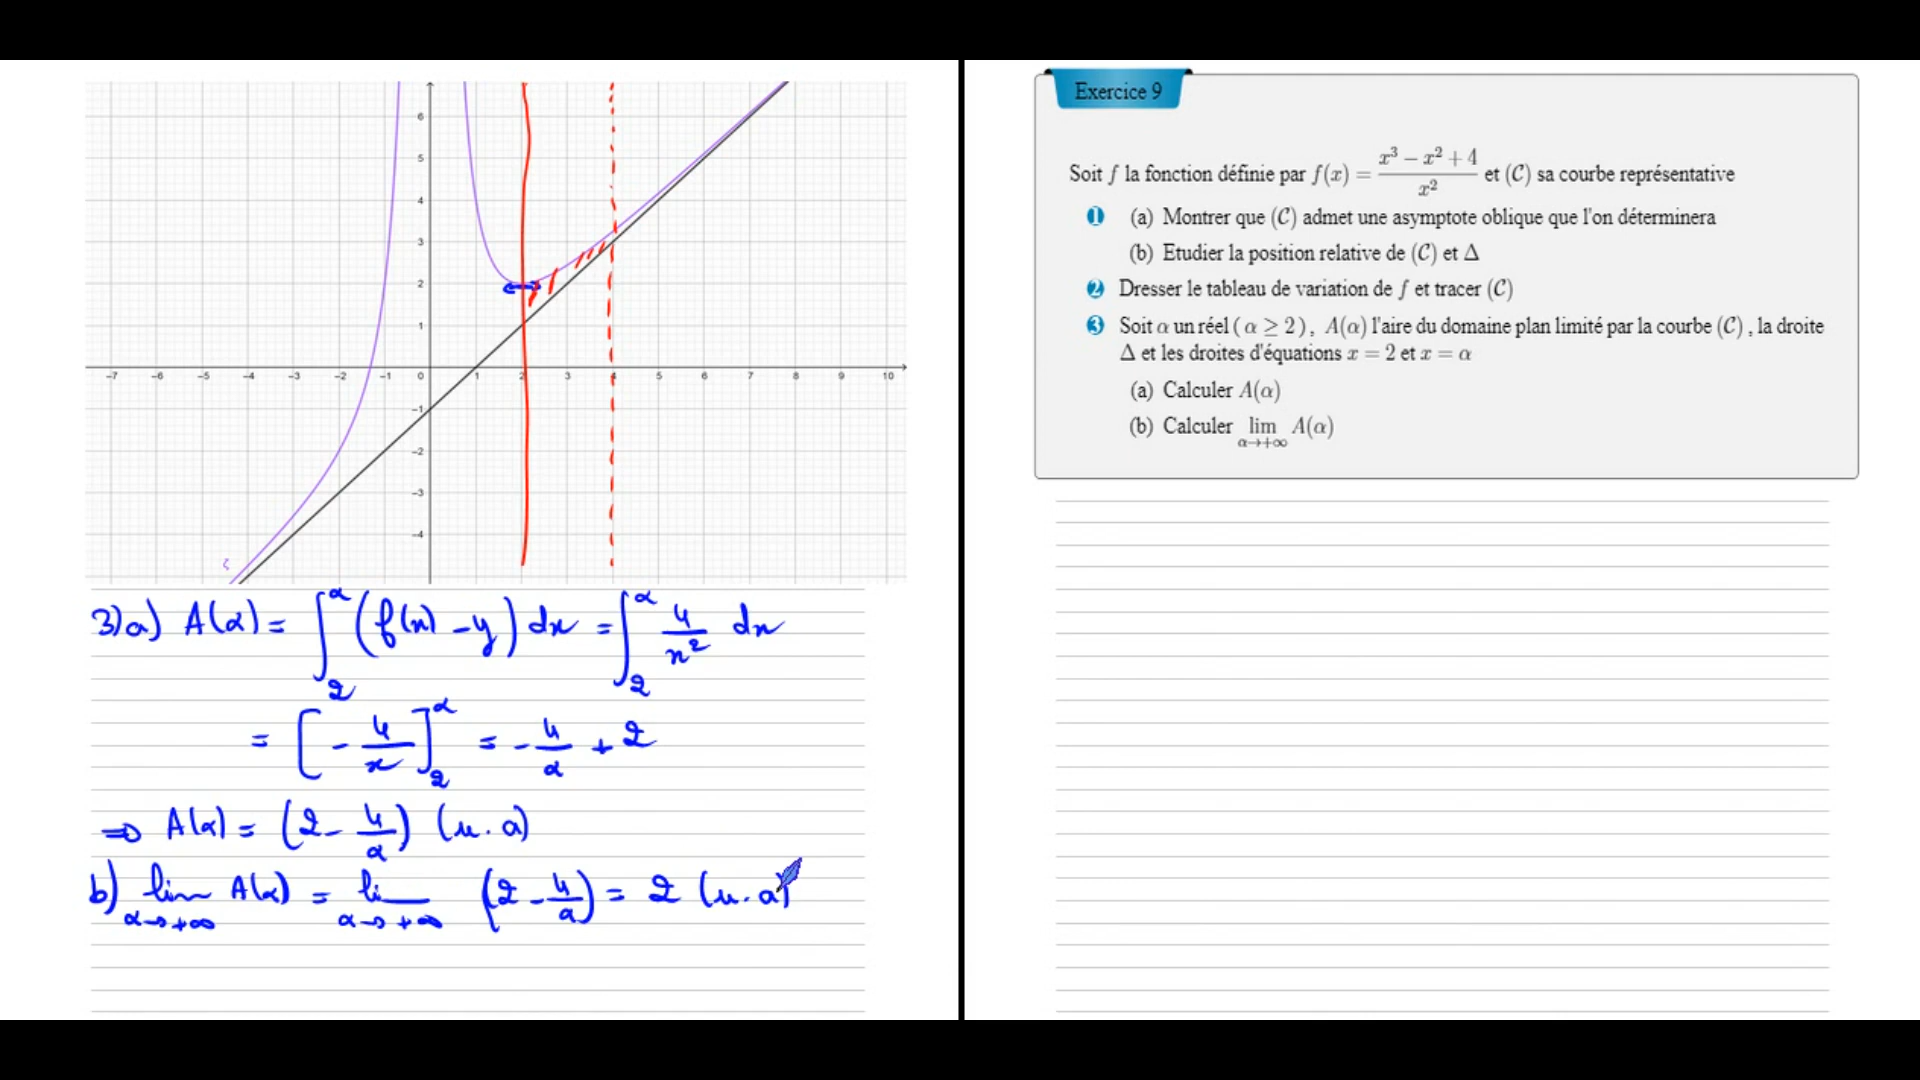 6
5
4
3
2
1
-7 -6 -5 -4 -3 -2 -1 0 1 2 3 4 5 6 7 8 9 10
-1
-2
-3
-4
3)a) A(α) = ∫₂^α (f(x) - y) dx = ∫₂^α 4/x² dx
= [-4/x]₂^α = -4/α + 2
⇒ A(α) = (2 - 4/α) (u.a)
b) lim α→+∞ A(α) = lim α→+∞ (2 - 4/α) = 2 (u.a)
Exercice 9
Soit f la fonction définie par f(x) = (x³ − x² + 4)/x² et (C) sa courbe représentative
1 (a) Montrer que (C) admet une asymptote oblique que l'on déterminera
(b) Etudier la position relative de (C) et Δ
2 Dresser le tableau de variation de f et tracer (C)
3 Soit α un réel ( α ≥ 2 ) , A(α) l'aire du domaine plan limité par la courbe (C) , la droite
Δ et les droites d'équations x = 2 et x = α
(a) Calculer A(α)
(b) Calculer lim α→+∞ A(α)